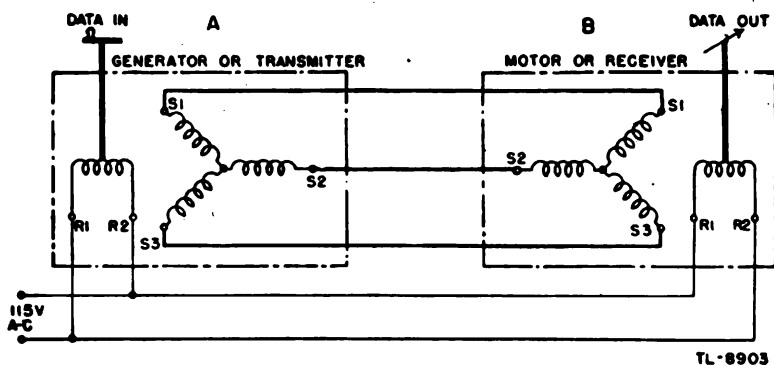 DATA IN
A
B
DATA OUT
GENERATOR OR TRANSMITTER
MOTOR OR RECEIVER
S1
S1
S2
S2
S3
S3
R1
R2
R1
R2
115V
A-C
TL-8903